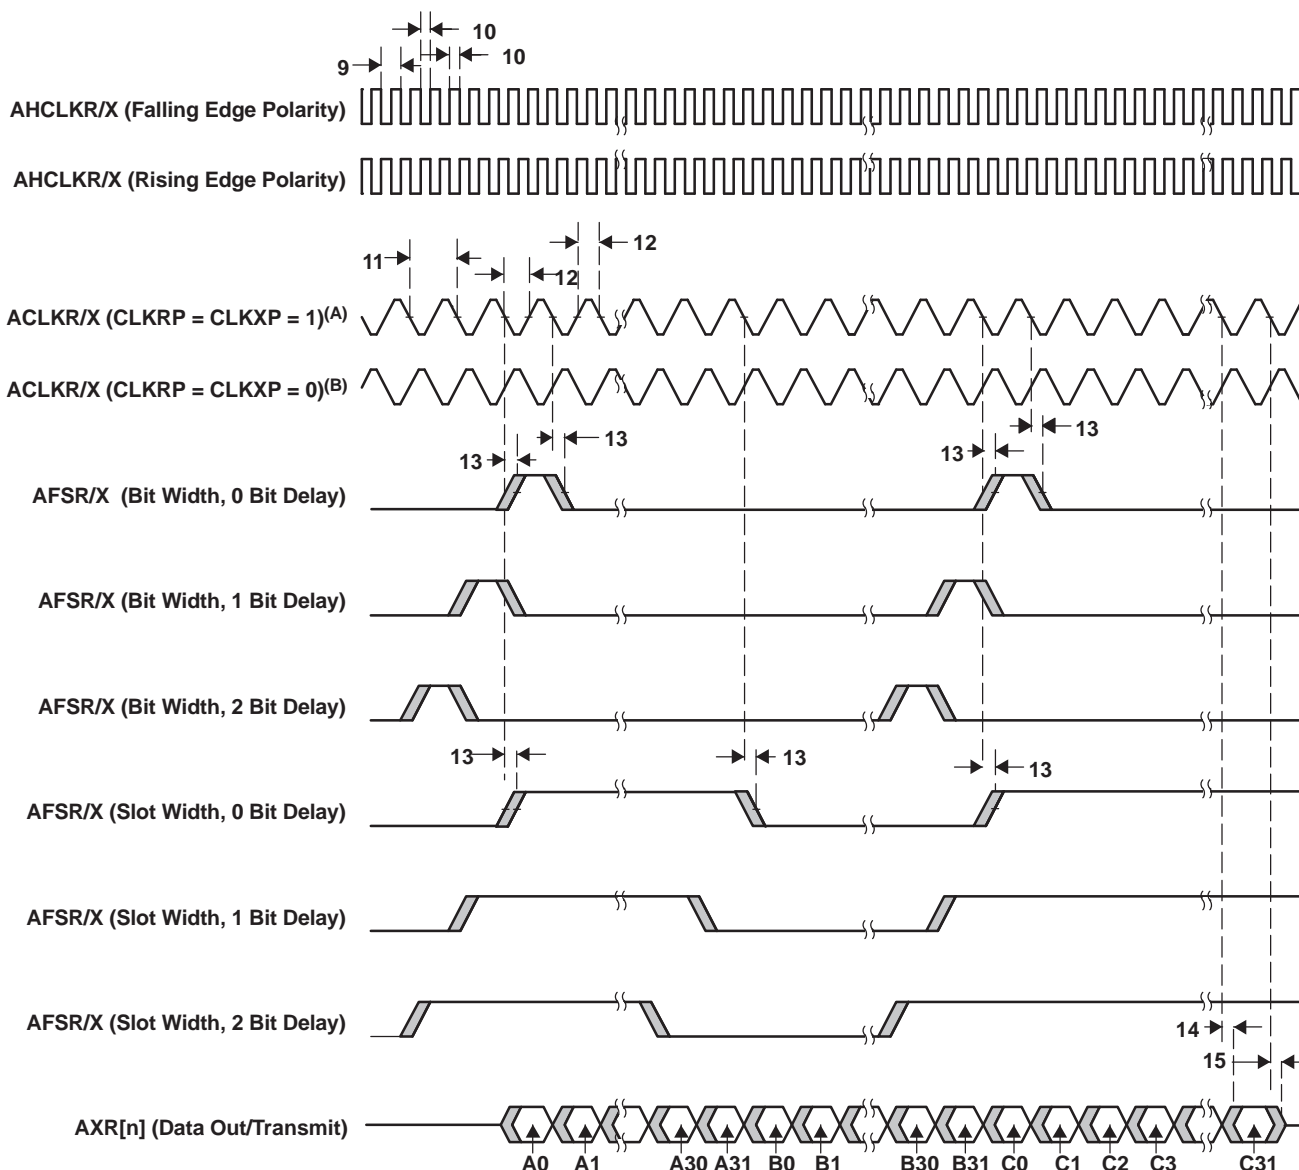 10
10
9
AHCLKR/X (Falling Edge Polarity)
AHCLKR/X (Rising Edge Polarity)
12
11
12
ACLKR/X (CLKRP = CLKXP = 1)(A)
ACLKR/X (CLKRP = CLKXP = 0)(B)
13
13
13
13
AFSR/X (Bit Width, 0 Bit Delay)
AFSR/X (Bit Width, 1 Bit Delay)
AFSR/X (Bit Width, 2 Bit Delay)
13
13
13
AFSR/X (Slot Width, 0 Bit Delay)
AFSR/X (Slot Width, 1 Bit Delay)
AFSR/X (Slot Width, 2 Bit Delay)
14
15
AXR[n] (Data Out/Transmit)
A0 A1 A30 A31 B0 B1 B30 B31 C0 C1 C2 C3 C31